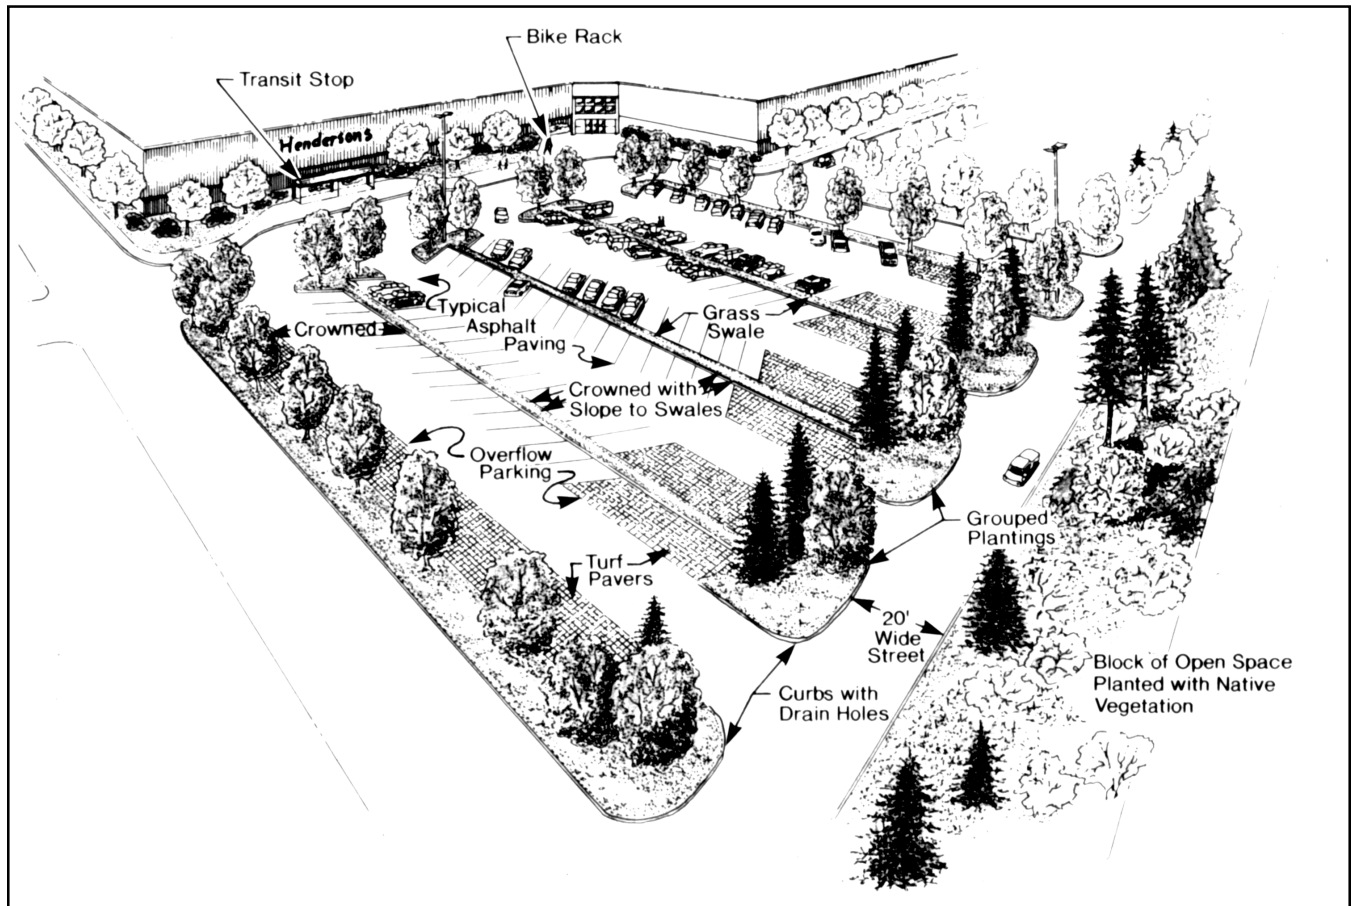 Bike Rack
Transit Stop
Hendersons
Typical
Asphalt
Paving
Crowned
Grass
Swale
Crowned with
Slope to Swales
Overflow
Parking
Grouped
Plantings
Turf
Pavers
20'
Wide
Street
Block of Open Space
Planted with Native
Vegetation
Curbs with
Drain Holes